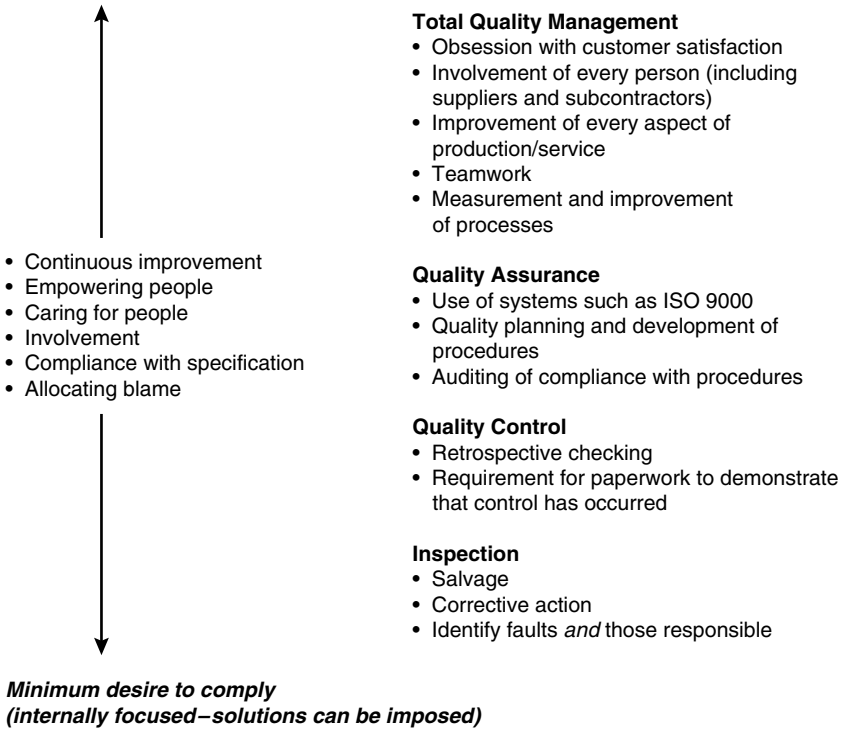 Total Quality Management
• Obsession with customer satisfaction
• Involvement of every person (including
suppliers and subcontractors)
• Improvement of every aspect of
production/service
• Teamwork
• Measurement and improvement
of processes
• Continuous improvement
• Empowering people
• Caring for people
• Involvement
• Compliance with specification
• Allocating blame
Quality Assurance
• Use of systems such as ISO 9000
• Quality planning and development of
procedures
• Auditing of compliance with procedures
Quality Control
• Retrospective checking
• Requirement for paperwork to demonstrate
that control has occurred
Inspection
• Salvage
• Corrective action
• Identify faults and those responsible
Minimum desire to comply
(internally focused–solutions can be imposed)